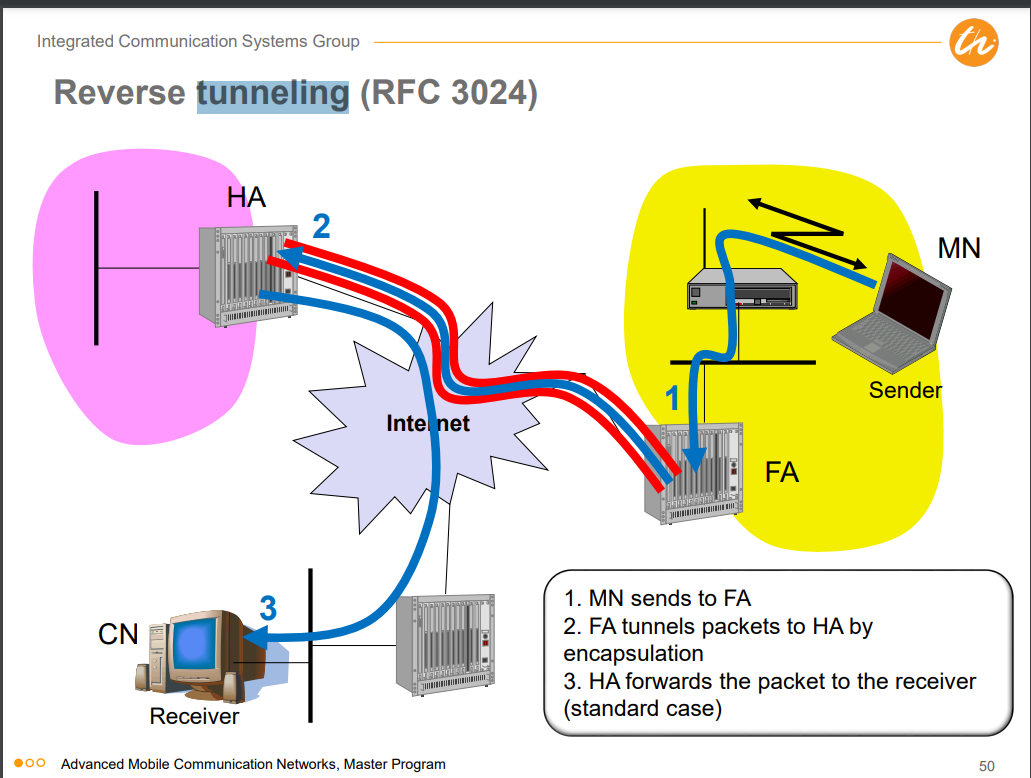 Integrated Communication Systems Group
th
Reverse tunneling (RFC 3024)
HA
2
MN
Sender
1
Internet
FA
3
CN
Receiver
1. MN sends to FA
2. FA tunnels packets to HA by
encapsulation
3. HA forwards the packet to the receiver
(standard case)
Advanced Mobile Communication Networks, Master Program
50